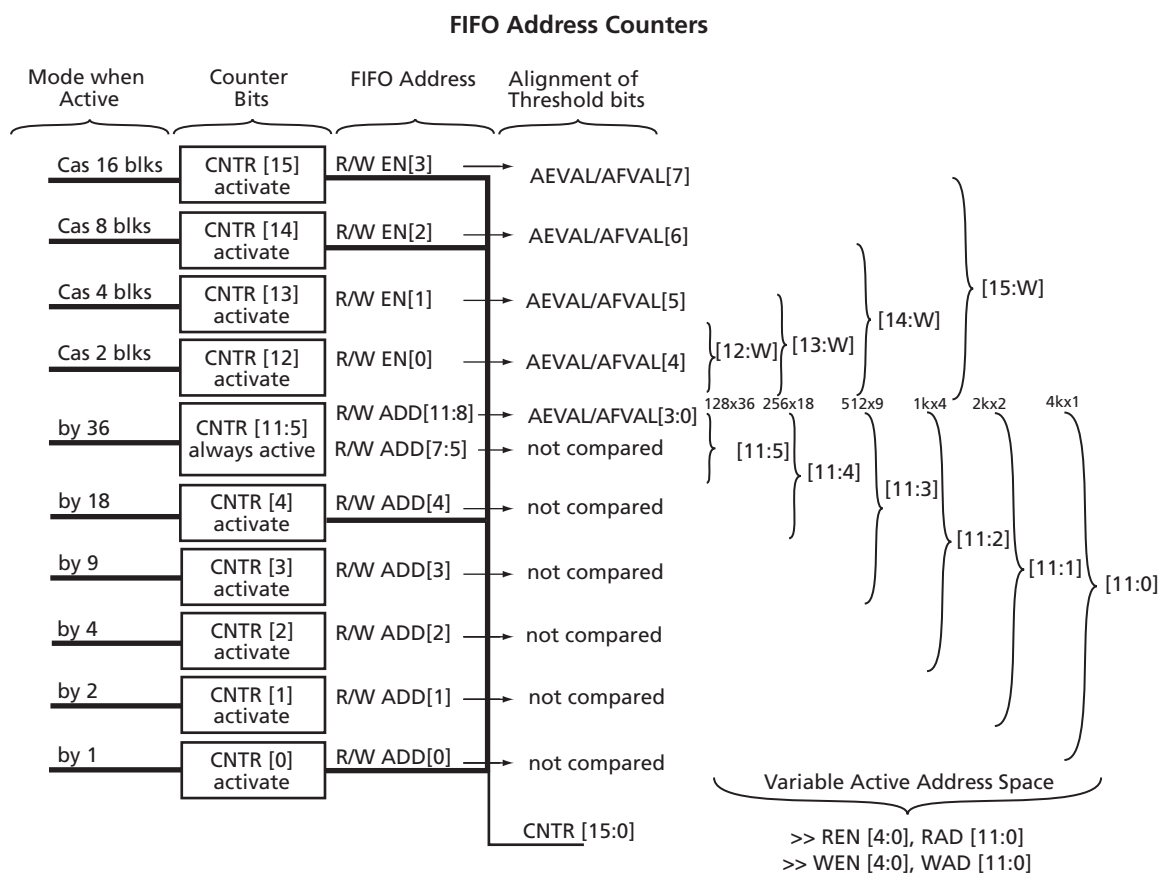 FIFO Address Counters
Mode when
Active
Counter
Bits
FIFO Address
Alignment of
Threshold bits
Cas 16 blks
CNTR [15]
activate
R/W EN[3]
AEVAL/AFVAL[7]
Cas 8 blks
CNTR [14]
activate
R/W EN[2]
AEVAL/AFVAL[6]
Cas 4 blks
CNTR [13]
activate
R/W EN[1]
AEVAL/AFVAL[5]
Cas 2 blks
CNTR [12]
activate
R/W EN[0]
AEVAL/AFVAL[4]
by 36
CNTR [11:5]
always active
R/W ADD[11:8]
AEVAL/AFVAL[3:0]
R/W ADD[7:5]
not compared
by 18
CNTR [4]
activate
R/W ADD[4]
not compared
by 9
CNTR [3]
activate
R/W ADD[3]
not compared
by 4
CNTR [2]
activate
R/W ADD[2]
not compared
by 2
CNTR [1]
activate
R/W ADD[1]
not compared
by 1
CNTR [0]
activate
R/W ADD[0]
not compared
CNTR [15:0]
[12:W]
[13:W]
[14:W]
[15:W]
128x36
256x18
512x9
1kx4
2kx2
4kx1
[11:5]
[11:4]
[11:3]
[11:2]
[11:1]
[11:0]
Variable Active Address Space
>> REN [4:0], RAD [11:0]
>> WEN [4:0], WAD [11:0]